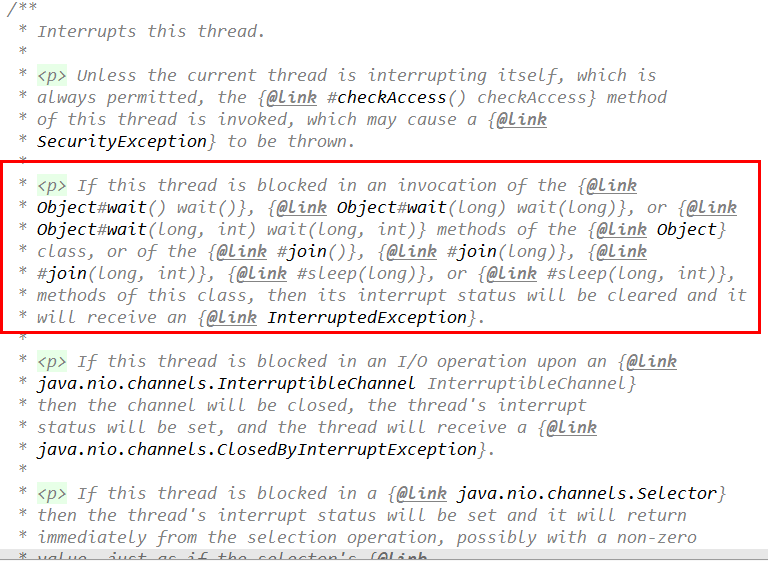 /**
* Interrupts this thread.
*
* <p> Unless the current thread is interrupting itself, which is
* always permitted, the {@link #checkAccess() checkAccess} method
* of this thread is invoked, which may cause a {@link
* SecurityException} to be thrown.
*
* <p> If this thread is blocked in an invocation of the {@link
* Object#wait() wait()}, {@link Object#wait(long) wait(long)}, or {@link
* Object#wait(long, int) wait(long, int)} methods of the {@link Object}
* class, or of the {@link #join()}, {@link #join(long)}, {@link
* #join(long, int)}, {@link #sleep(long)}, or {@link #sleep(long, int)},
* methods of this class, then its interrupt status will be cleared and it
* will receive an {@link InterruptedException}.
*
* <p> If this thread is blocked in an I/O operation upon an {@link
* java.nio.channels.InterruptibleChannel InterruptibleChannel}
* then the channel will be closed, the thread's interrupt
* status will be set, and the thread will receive a {@link
* java.nio.channels.ClosedByInterruptException}.
*
* <p> If this thread is blocked in a {@link java.nio.channels.Selector}
* then the thread's interrupt status will be set and it will return
* immediately from the selection operation, possibly with a non-zero
* value, just as if the selector's {@link